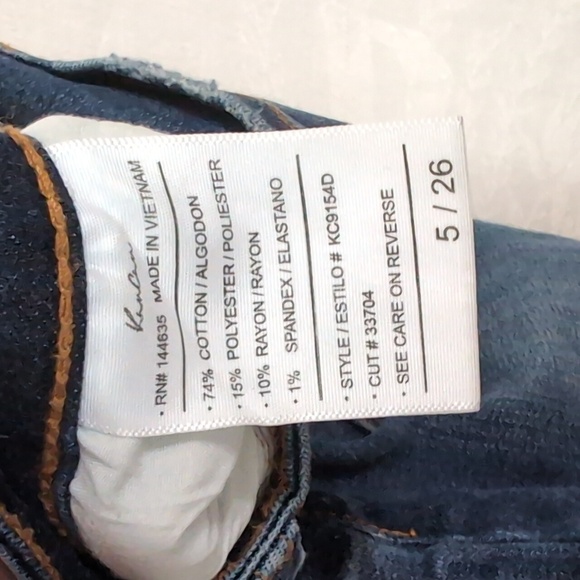 KanCan
• RN# 144635 MADE IN VIETNAM
• 74% COTTON / ALGODON
• 15% POLYESTER / POLIESTER
• 10% RAYON / RAYON
• 1% SPANDEX / ELASTANO
• STYLE / ESTILO # KC9154D
• CUT # 33704
• SEE CARE ON REVERSE
5 / 26